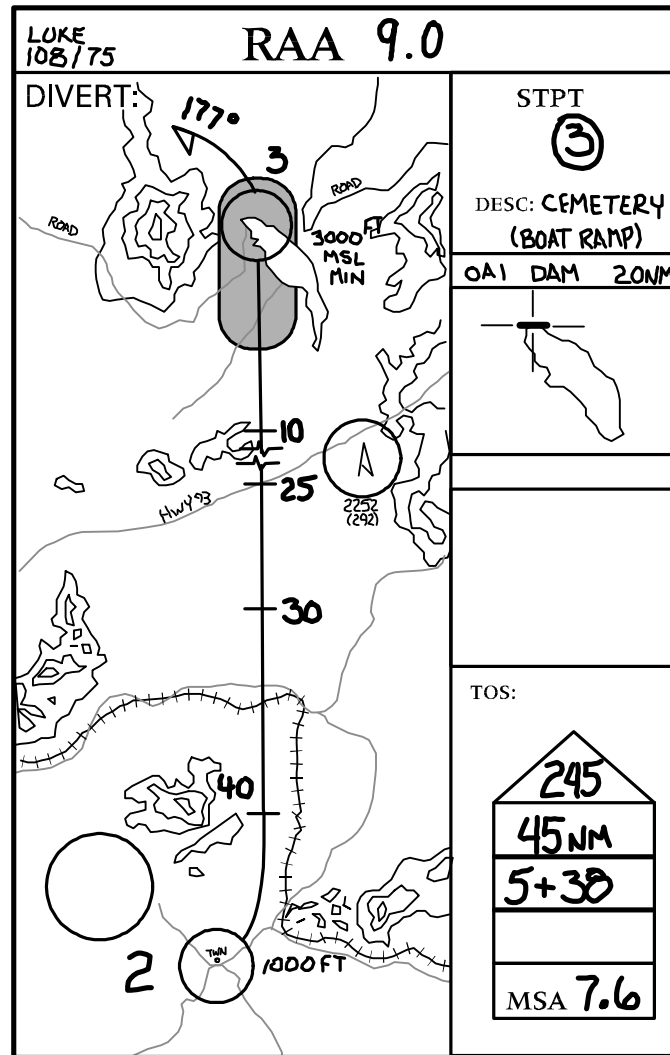 LUKE
108/75
RAA 9.0
DIVERT:
177°
3
ROAD
ROAD
3000 FT
MSL
MIN
10
25
HWY 93
2252
(292)
30
40
2
TWN
1000 FT
STPT
3
DESC: CEMETERY
(BOAT RAMP)
OA1 DAM 2.0NM
TOS:
245
45NM
5+38
MSA 7.6